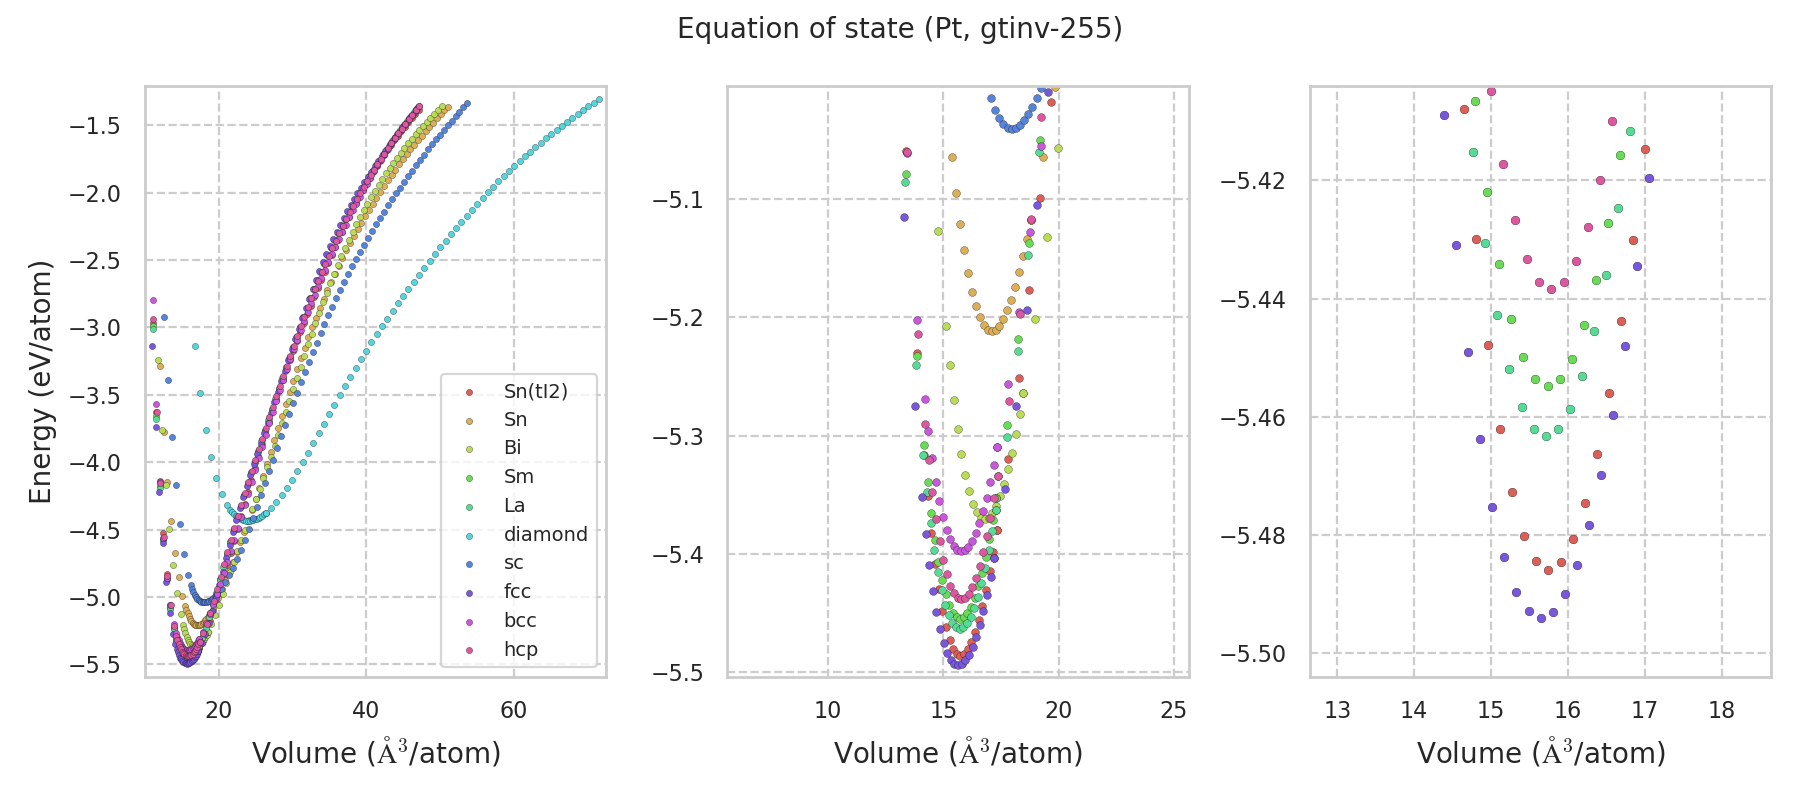 Equation of state (Pt, gtinv-255)
Energy (eV/atom)
−1.5
−2.0
−2.5
−3.0
−3.5
−4.0
−4.5
−5.0
−5.5
20
40
60
Volume (Å³/atom)
Sn(tI2)
Sn
Bi
Sm
La
diamond
sc
fcc
bcc
hcp
−5.1
−5.2
−5.3
−5.4
−5.5
10
15
20
25
Volume (Å³/atom)
−5.42
−5.44
−5.46
−5.48
−5.50
13
14
15
16
17
18
Volume (Å³/atom)